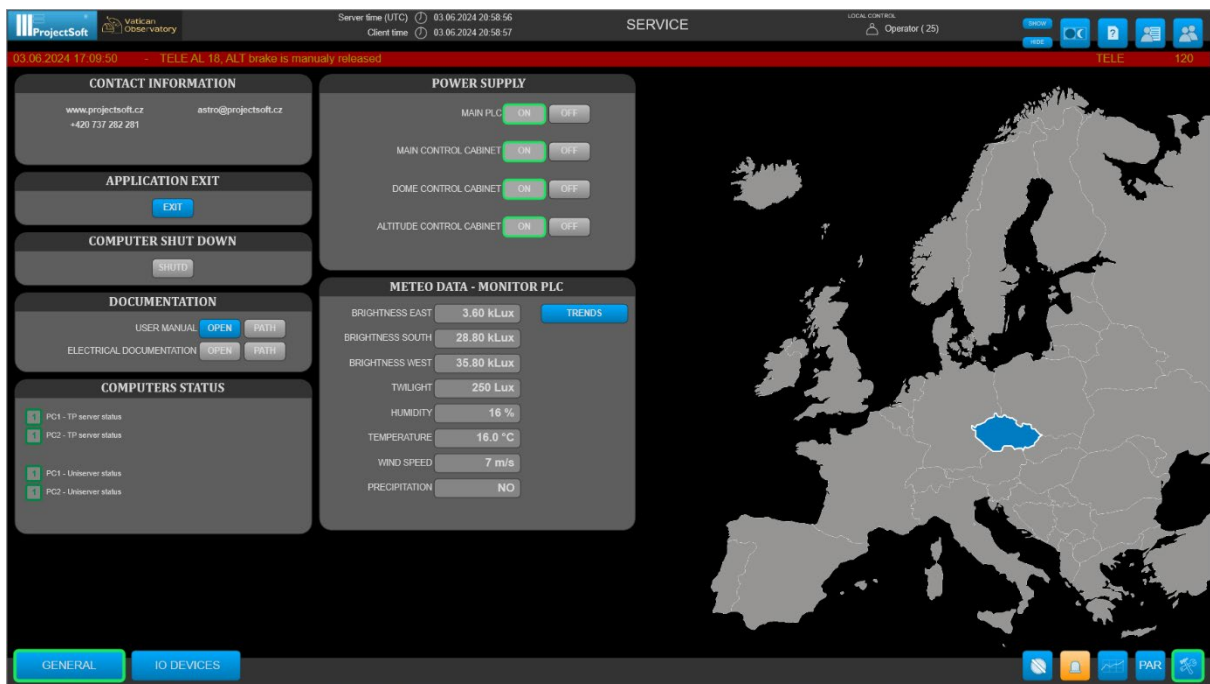 ProjectSoft
Vatican
Observatory
Server time (UTC) 03.06.2024 20:58:56
Client time 03.06.2024 20:58:57
SERVICE
LOCAL CONTROL
Operator ( 25)
SHOW
HIDE
03.06.2024 17:09:50 - TELE AL 18, ALT brake is manualy released TELE 120
CONTACT INFORMATION
www.projectsoft.cz astro@projectsoft.cz
+420 737 282 281
APPLICATION EXIT
EXIT
COMPUTER SHUT DOWN
SHUTD
DOCUMENTATION
USER MANUAL OPEN PATH
ELECTRICAL DOCUMENTATION OPEN PATH
COMPUTERS STATUS
1 PC1 - TP server status
1 PC2 - TP server status
1 PC1 - Uniserver status
1 PC2 - Uniserver status
POWER SUPPLY
MAIN PLC ON OFF
MAIN CONTROL CABINET ON OFF
DOME CONTROL CABINET ON OFF
ALTITUDE CONTROL CABINET ON OFF
METEO DATA - MONITOR PLC
BRIGHTNESS EAST 3.60 kLux TRENDS
BRIGHTNESS SOUTH 28.80 kLux
BRIGHTNESS WEST 35.80 kLux
TWILIGHT 250 Lux
HUMIDITY 16 %
TEMPERATURE 16.0 °C
WIND SPEED 7 m/s
PRECIPITATION NO
GENERAL IO DEVICES PAR